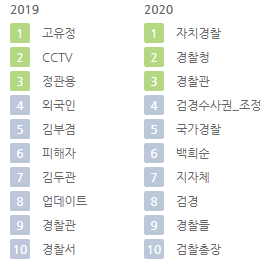 2019
1 고유정
2 CCTV
3 정관용
4 외국인
5 김부겸
6 피해자
7 김두관
8 업데이트
9 경찰관
10 경찰서
2020
1 자치경찰
2 경찰청
3 경찰관
4 검경수사권_조정
5 국가경찰
6 백희순
7 지자체
8 검경
9 경찰들
10 검찰총장